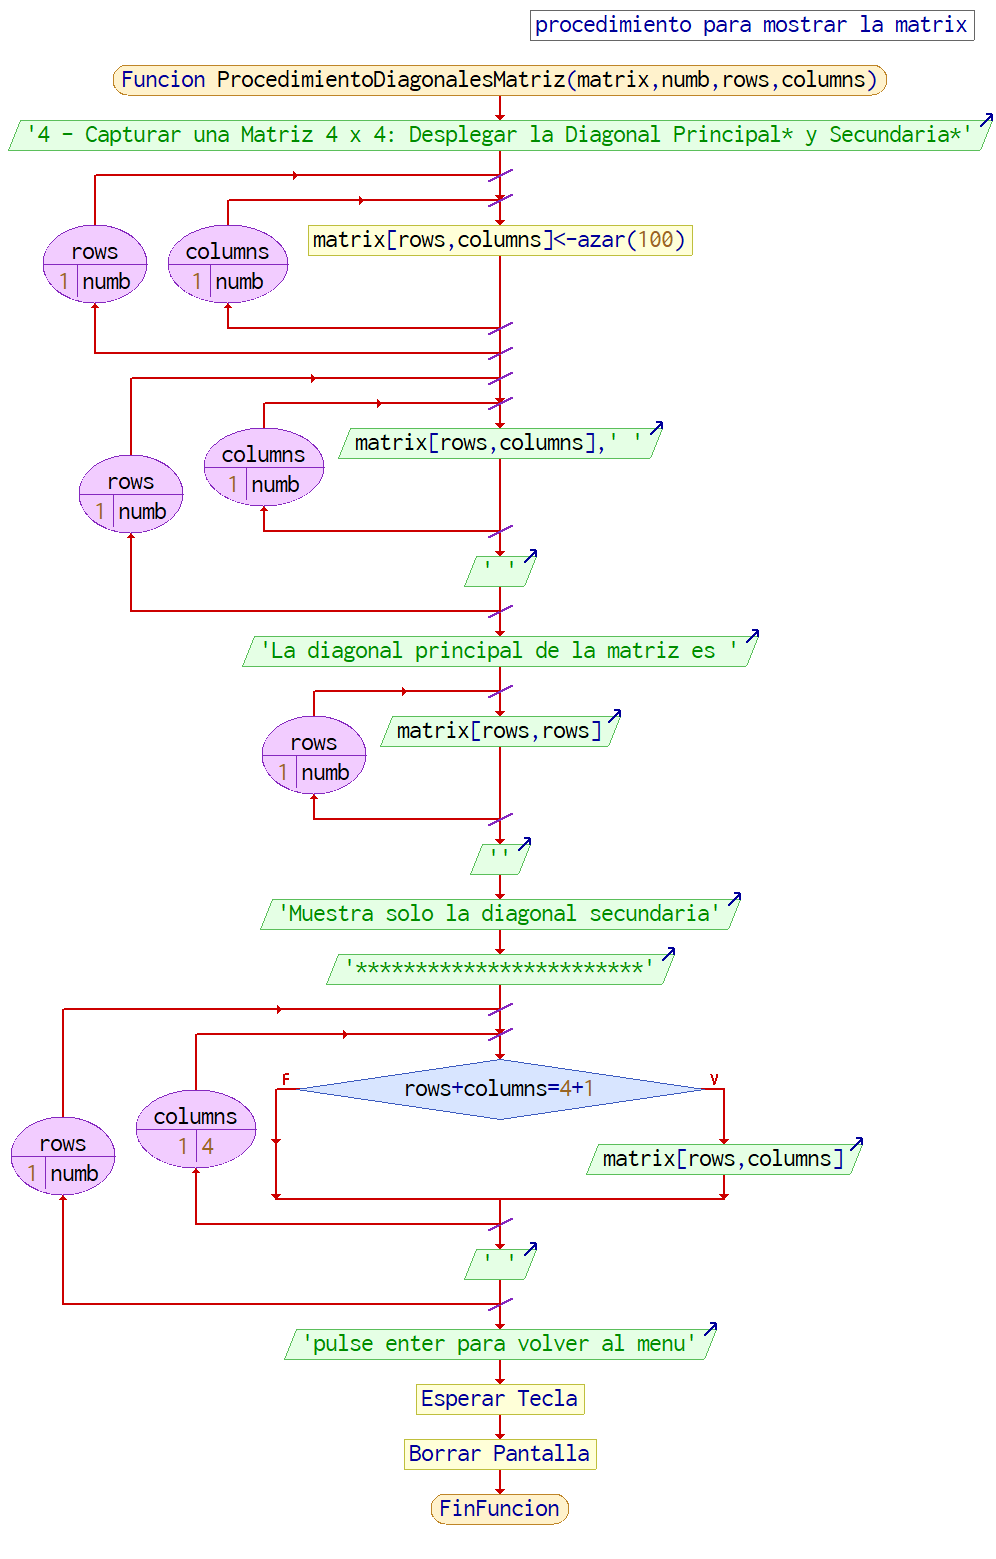 procedimiento para mostrar la matrix
Funcion ProcedimientoDiagonalesMatriz(matrix,numb,rows,columns)
'4 - Capturar una Matriz 4 x 4: Desplegar la Diagonal Principal* y Secundaria*'
rows
1 numb
columns
1 numb
matrix[rows,columns]<-azar(100)
rows
1 numb
columns
1 numb
matrix[rows,columns],' '
' '
'La diagonal principal de la matriz es '
rows
1 numb
matrix[rows,rows]
''
'Muestra solo la diagonal secundaria'
'************************'
rows
1 numb
columns
1 4
F
rows+columns=4+1
V
matrix[rows,columns]
' '
'pulse enter para volver al menu'
Esperar Tecla
Borrar Pantalla
FinFuncion